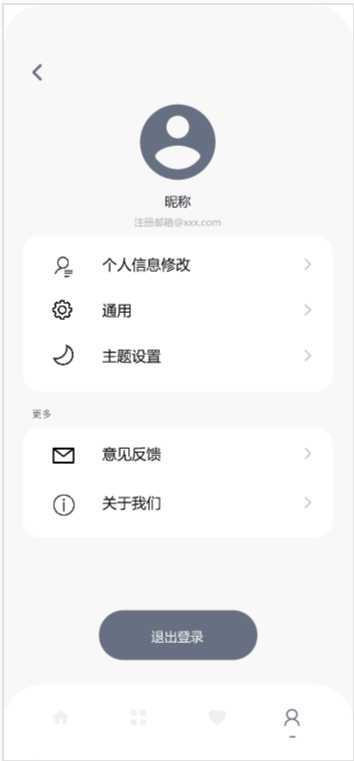 昵称
注册邮箱@xxx.com
个人信息修改
通用
主题设置
更多
意见反馈
关于我们
退出登录